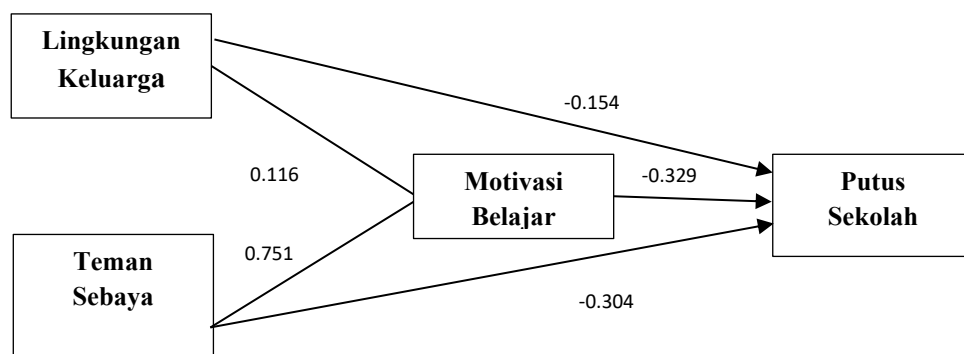 Lingkungan
Keluarga
-0.154
0.116
Motivasi
Belajar
-0.329
Putus
Sekolah
0.751
Teman
Sebaya
-0.304